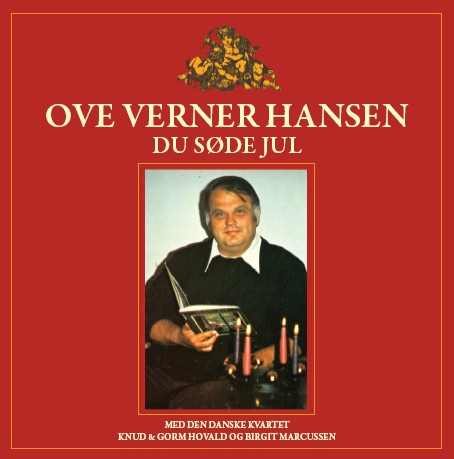 OVE VERNER HANSEN
DU SØDE JUL
MED DEN DANSKE KVARTET
KNUD & GORM HOVALD OG BIRGIT MARCUSSEN